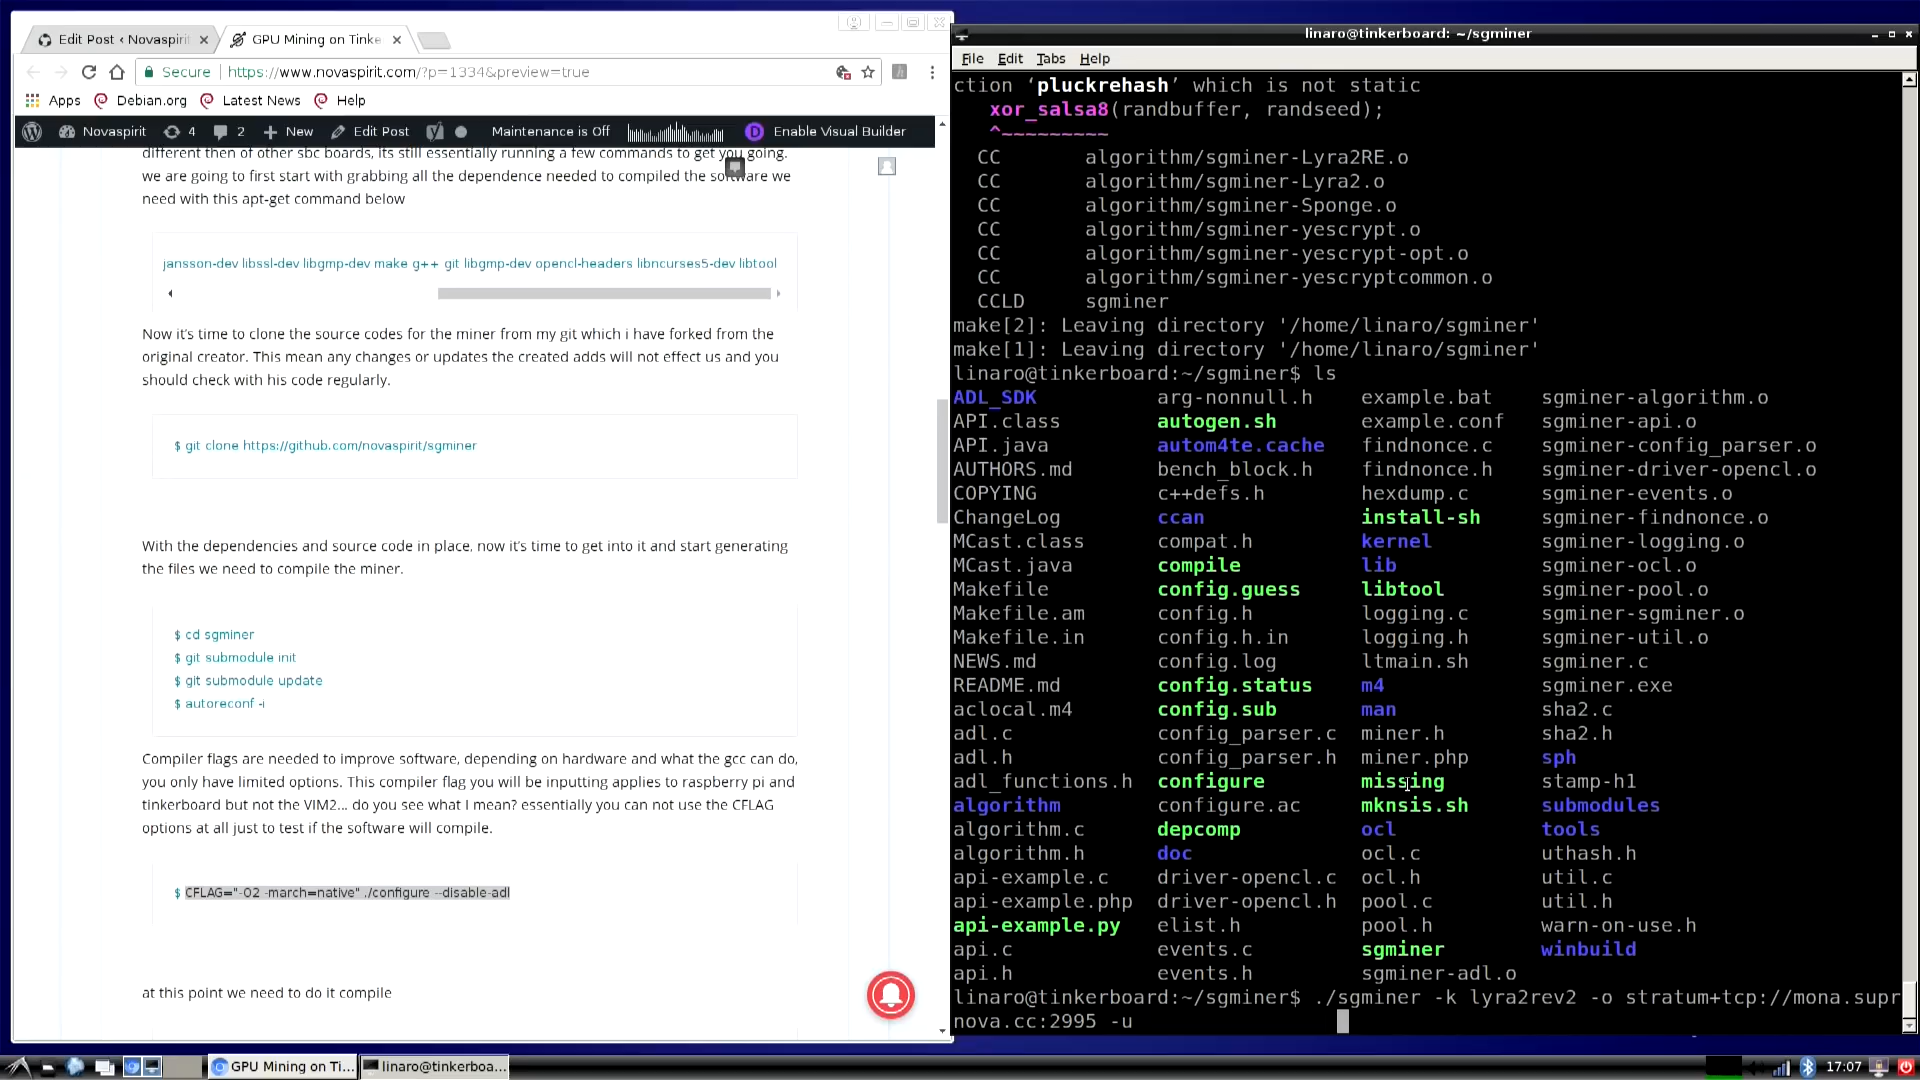 Edit Post ‹ Novaspirit
GPU Mining on Tinke
Secure
https://www.novaspirit.com/?p=1334&preview=true
Apps
Debian.org
Latest News
Help
Novaspirit
4
2
New
Edit Post
Maintenance is Off
D
Enable Visual Builder
different then of other sbc boards, its still essentially running a few commands to get you going.
we are going to first start with grabbing all the dependence needed to compiled the software we
need with this apt-get command below
jansson-dev libssl-dev libgmp-dev make g++ git libgmp-dev opencl-headers libncurses5-dev libtool
Now it's time to clone the source codes for the miner from my git which i have forked from the
original creator. This mean any changes or updates the created adds will not effect us and you
should check with his code regularly.
$ git clone https://github.com/novaspirit/sgminer
With the dependencies and source code in place, now it's time to get into it and start generating
the files we need to compile the miner.
$ cd sgminer
$ git submodule init
$ git submodule update
$ autoreconf -i
Compiler flags are needed to improve software, depending on hardware and what the gcc can do,
you only have limited options. This compiler flag you will be inputting applies to raspberry pi and
tinkerboard but not the VIM2... do you see what I mean? essentially you can not use the CFLAG
options at all just to test if the software will compile.
$ CFLAG="-O2 -march=native" ./configure --disable-adl
at this point we need to do it compile
linaro@tinkerboard: ~/sgminer
File Edit Tabs Help
ction ‘pluckrehash’ which is not static
xor_salsa8(randbuffer, randseed);
^~~~~~~~~~
CC algorithm/sgminer-Lyra2RE.o
CC algorithm/sgminer-Lyra2.o
CC algorithm/sgminer-Sponge.o
CC algorithm/sgminer-yescrypt.o
CC algorithm/sgminer-yescrypt-opt.o
CC algorithm/sgminer-yescryptcommon.o
CCLD sgminer
make[2]: Leaving directory '/home/linaro/sgminer'
make[1]: Leaving directory '/home/linaro/sgminer'
linaro@tinkerboard:~/sgminer$ ls
ADL_SDK arg-nonnull.h example.bat sgminer-algorithm.o
API.class autogen.sh example.conf sgminer-api.o
API.java autom4te.cache findnonce.c sgminer-config_parser.o
AUTHORS.md bench_block.h findnonce.h sgminer-driver-opencl.o
COPYING c++defs.h hexdump.c sgminer-events.o
ChangeLog ccan install-sh sgminer-findnonce.o
MCast.class compat.h kernel sgminer-logging.o
MCast.java compile lib sgminer-ocl.o
Makefile config.guess libtool sgminer-pool.o
Makefile.am config.h logging.c sgminer-sgminer.o
Makefile.in config.h.in logging.h sgminer-util.o
NEWS.md config.log ltmain.sh sgminer.c
README.md config.status m4 sgminer.exe
aclocal.m4 config.sub man sha2.c
adl.c config_parser.c miner.h sha2.h
adl.h config_parser.h miner.php sph
adl_functions.h configure missing stamp-h1
algorithm configure.ac mknsis.sh submodules
algorithm.c depcomp ocl tools
algorithm.h doc ocl.c uthash.h
api-example.c driver-opencl.c ocl.h util.c
api-example.php driver-opencl.h pool.c util.h
api-example.py elist.h pool.h warn-on-use.h
api.c events.c sgminer winbuild
api.h events.h sgminer-adl.o
linaro@tinkerboard:~/sgminer$ ./sgminer -k lyra2rev2 -o stratum+tcp://mona.supr
nova.cc:2995 -u
GPU Mining on Ti...
linaro@tinkerboa...
17:07